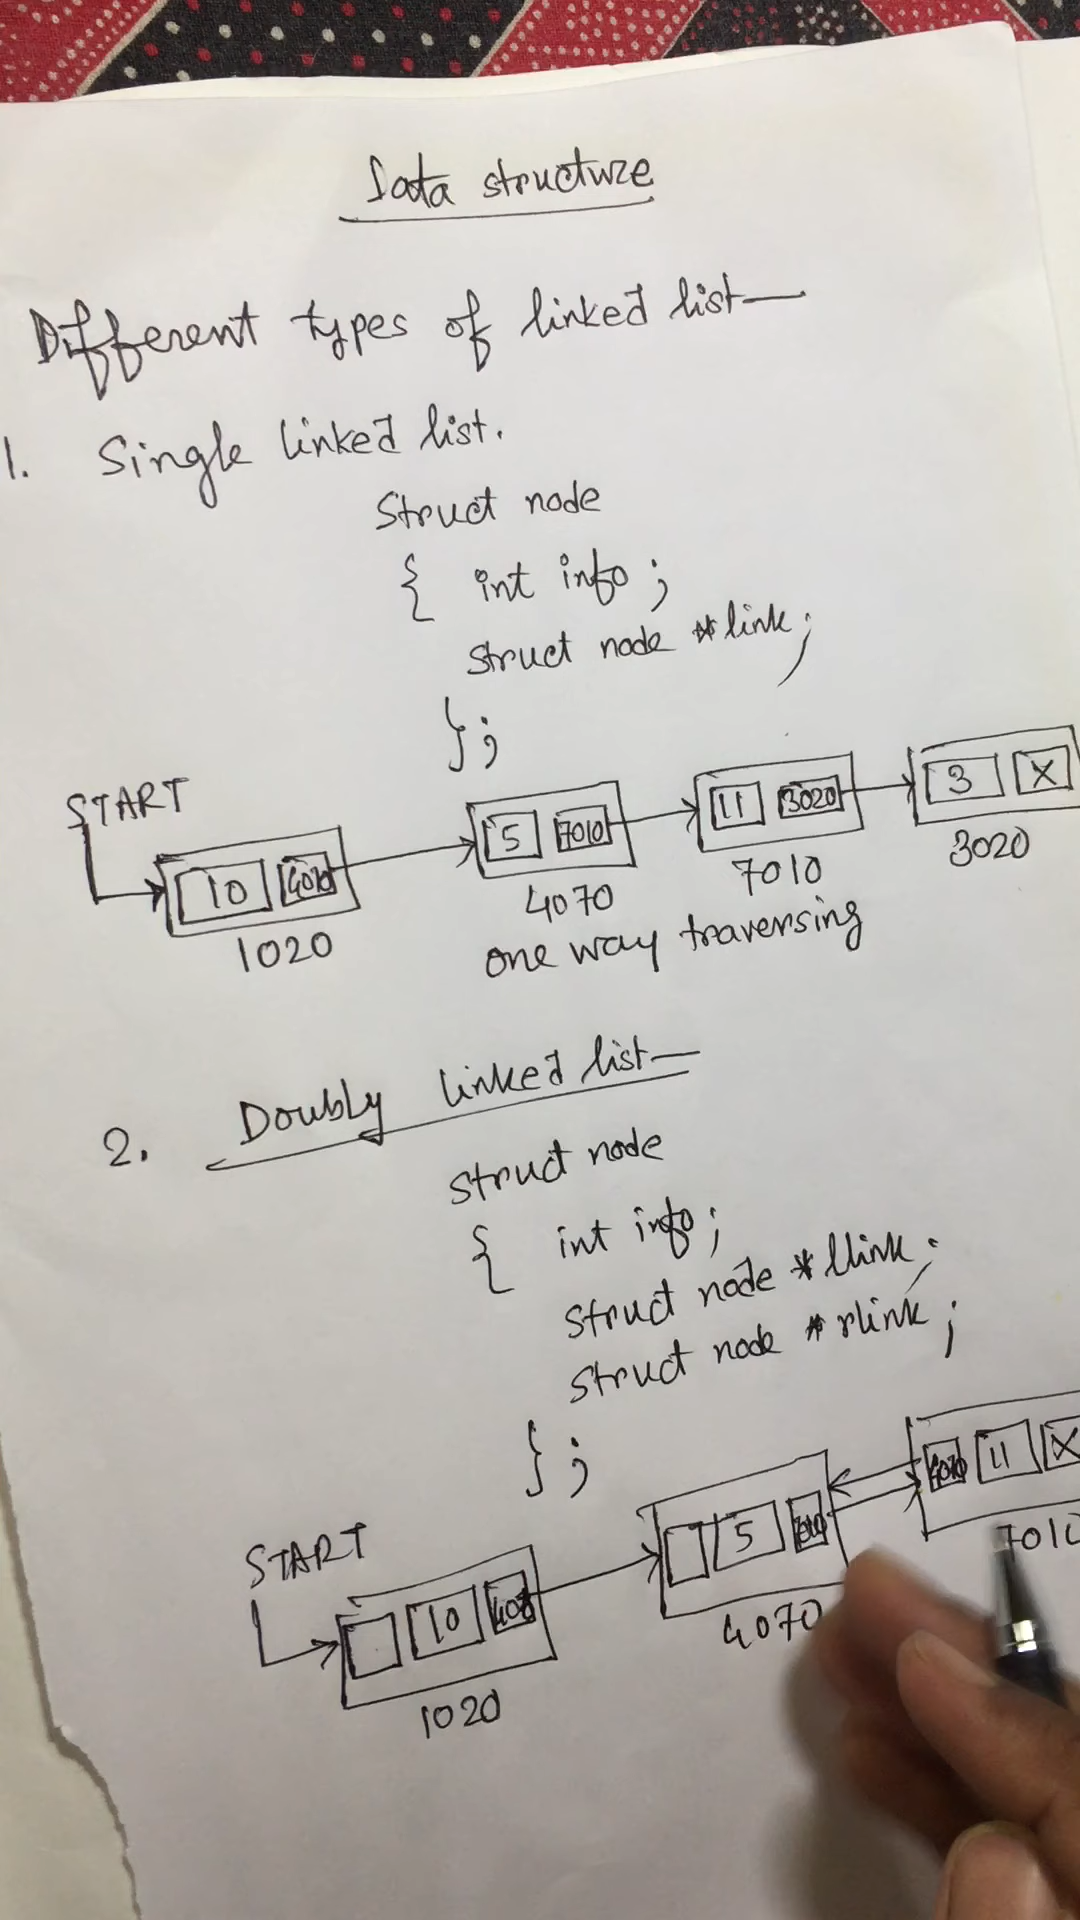 Data structure
Different types of linked list—
1. Single linked list.
Struct node
{ int info;
struct node *link;
};
START
10 4070
5 7010
11 3020
3 X
1020
4070
7010
3020
one way traversing
2. Doubly linked list—
struct node
{ int info;
struct node *llink;
struct node *rlink;
};
START
10
5
4070 11 X
1020
4070
7010